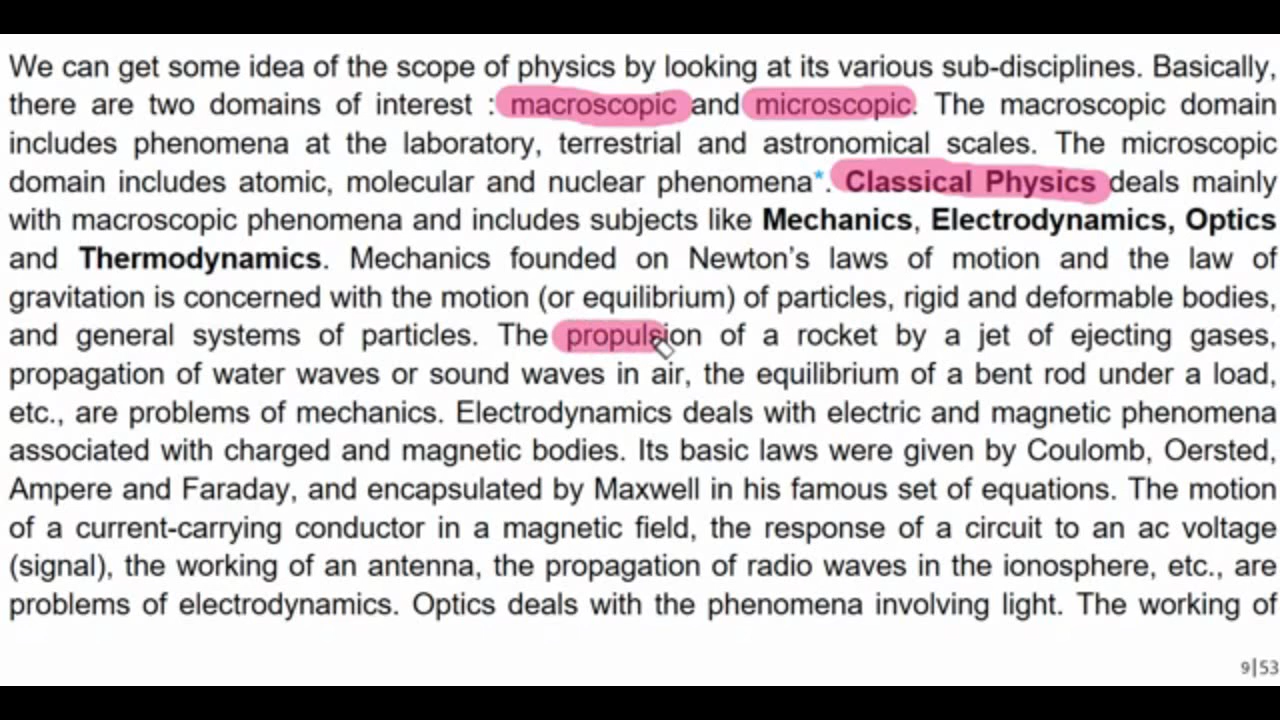 We can get some idea of the scope of physics by looking at its various sub-disciplines. Basically,
there are two domains of interest : macroscopic and microscopic. The macroscopic domain
includes phenomena at the laboratory, terrestrial and astronomical scales. The microscopic
domain includes atomic, molecular and nuclear phenomena*. Classical Physics deals mainly
with macroscopic phenomena and includes subjects like Mechanics, Electrodynamics, Optics
and Thermodynamics. Mechanics founded on Newton's laws of motion and the law of
gravitation is concerned with the motion (or equilibrium) of particles, rigid and deformable bodies,
and general systems of particles. The propulsion of a rocket by a jet of ejecting gases,
propagation of water waves or sound waves in air, the equilibrium of a bent rod under a load,
etc., are problems of mechanics. Electrodynamics deals with electric and magnetic phenomena
associated with charged and magnetic bodies. Its basic laws were given by Coulomb, Oersted,
Ampere and Faraday, and encapsulated by Maxwell in his famous set of equations. The motion
of a current-carrying conductor in a magnetic field, the response of a circuit to an ac voltage
(signal), the working of an antenna, the propagation of radio waves in the ionosphere, etc., are
problems of electrodynamics. Optics deals with the phenomena involving light. The working of
9|53